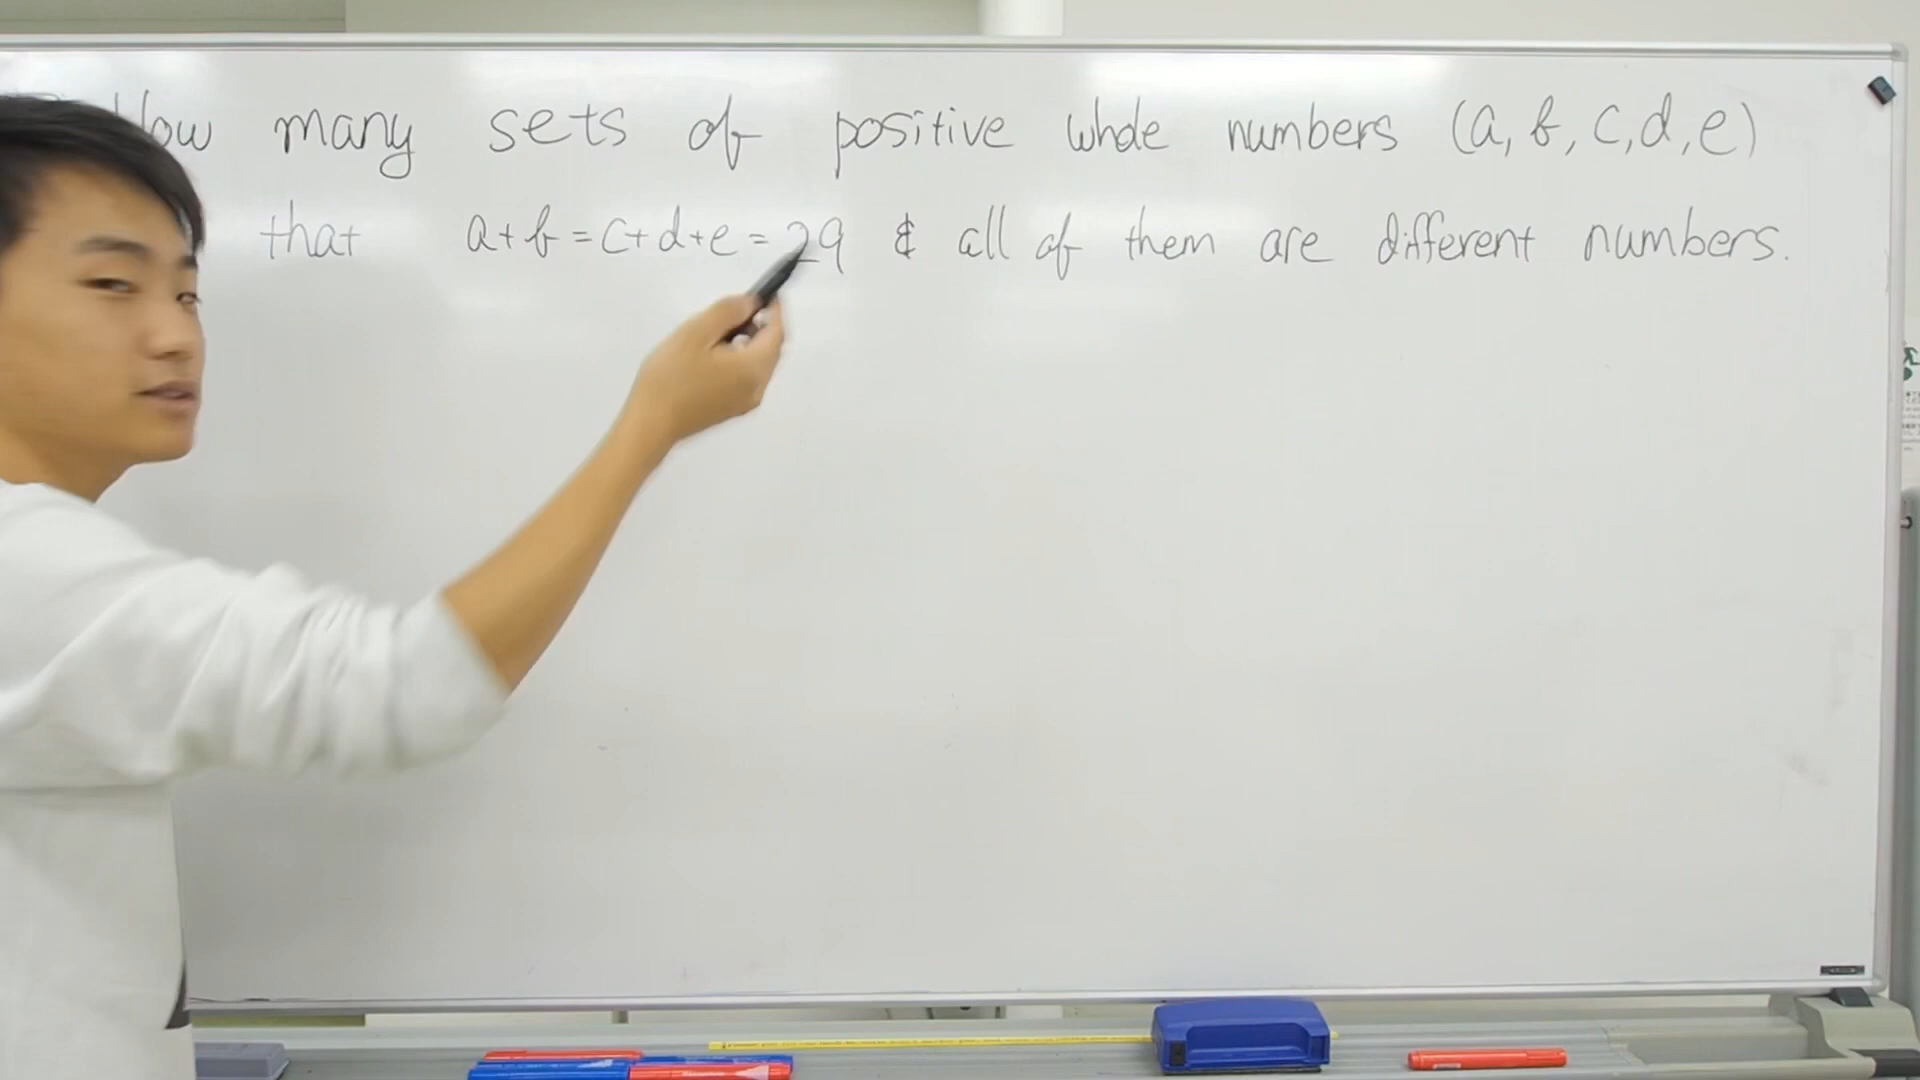 How many sets of positive whole numbers (a, b, c, d, e)
that a+b=c+d+e=29 & all of them are different numbers.